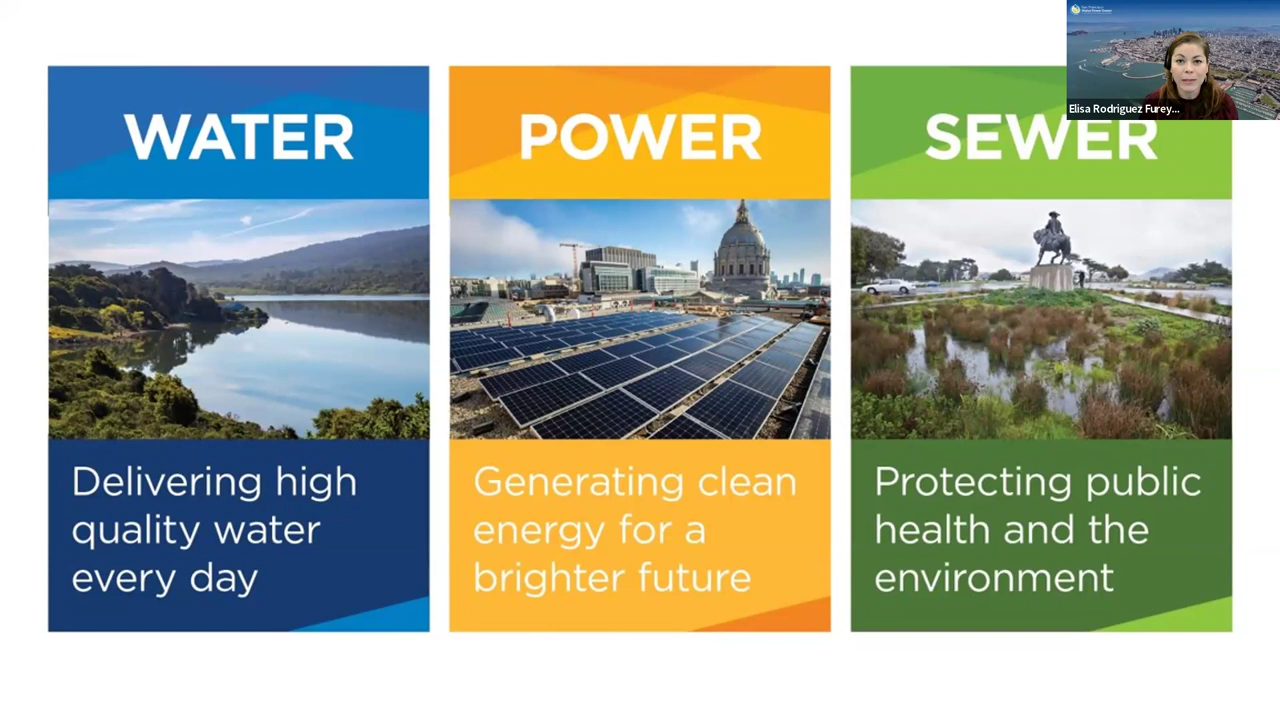 WATER
Delivering high
quality water
every day
POWER
Generating clean
energy for a
brighter future
SEWER
Protecting public
health and the
environment
Elisa Rodriguez Furey...